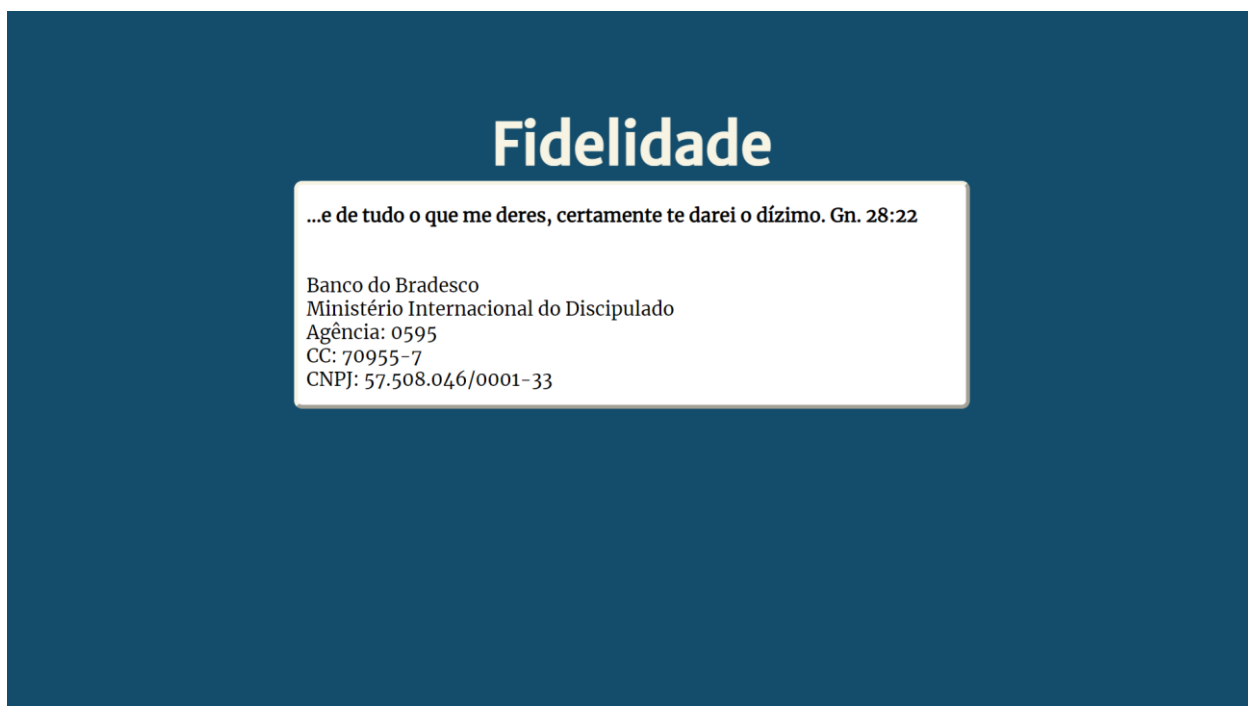 Fidelidade
...e de tudo o que me deres, certamente te darei o dízimo. Gn. 28:22
Banco do Bradesco
Ministério Internacional do Discipulado
Agência: 0595
CC: 70955-7
CNPJ: 57.508.046/0001-33